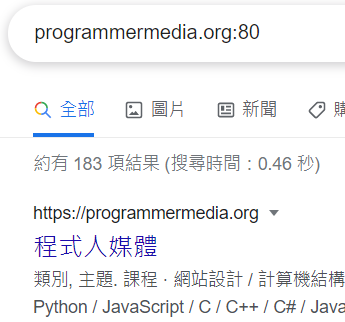 programmermedia.org:80
全部 圖片 新聞
約有 183 項結果 (搜尋時間：0.46 秒)
https://programmermedia.org
程式人媒體
類別, 主題. 課程 · 網站設計 / 計算機結構
Python / JavaScript / C / C++ / C# / Java